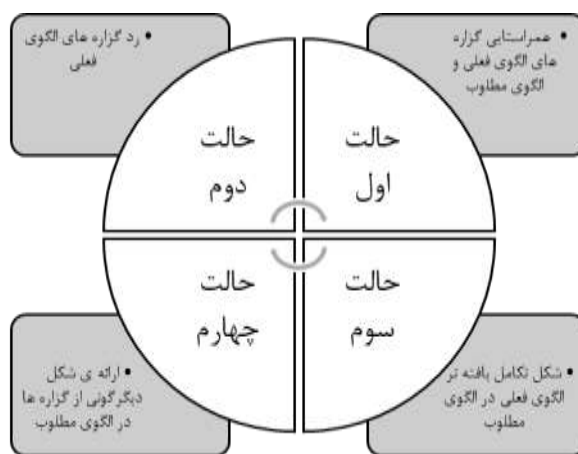 • همراستایی گزاره
های الگوی فعلی و
الگوی مطلوب
• رد گزاره های الگوی
فعلی
حالت
اول
حالت
دوم
حالت
سوم
حالت
چهارم
• شکل تکامل یافته تر
الگوی فعلی در الگوی
مطلوب
• ارائه ی شکل
دیگرگونی از گزاره ها
در الگوی مطلوب